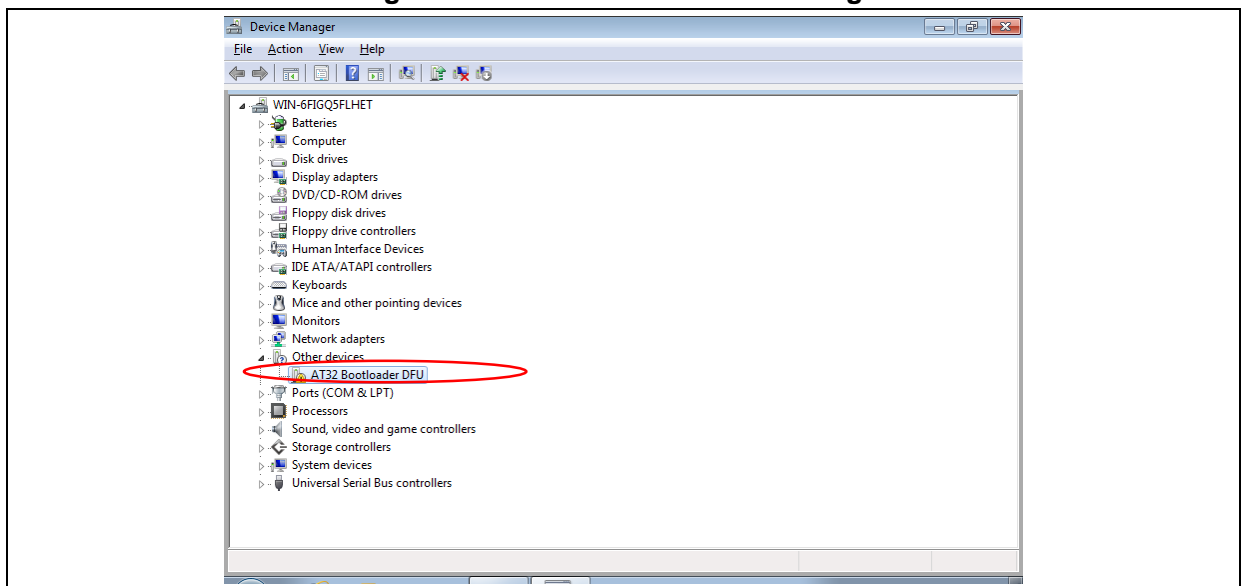 Device Manager
File Action View Help
WIN-6FIGQ5FLHET
Batteries
Computer
Disk drives
Display adapters
DVD/CD-ROM drives
Floppy disk drives
Floppy drive controllers
Human Interface Devices
IDE ATA/ATAPI controllers
Keyboards
Mice and other pointing devices
Monitors
Network adapters
Other devices
AT32 Bootloader DFU
Ports (COM & LPT)
Processors
Sound, video and game controllers
Storage controllers
System devices
Universal Serial Bus controllers